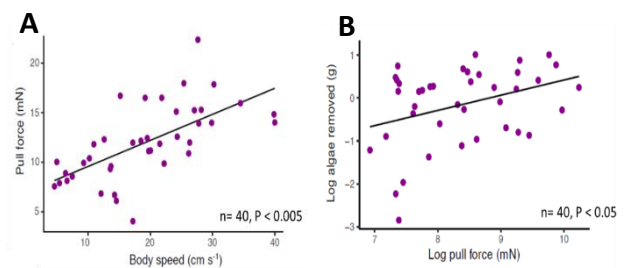 A
Pull force (mN)
20
15
10
5
10
20
30
40
n= 40, P < 0.005
Body speed (cm s⁻¹)
B
Log algae removed (g)
1
0
−1
−2
−3
7
8
9
10
n= 40, P < 0.05
Log pull force (mN)